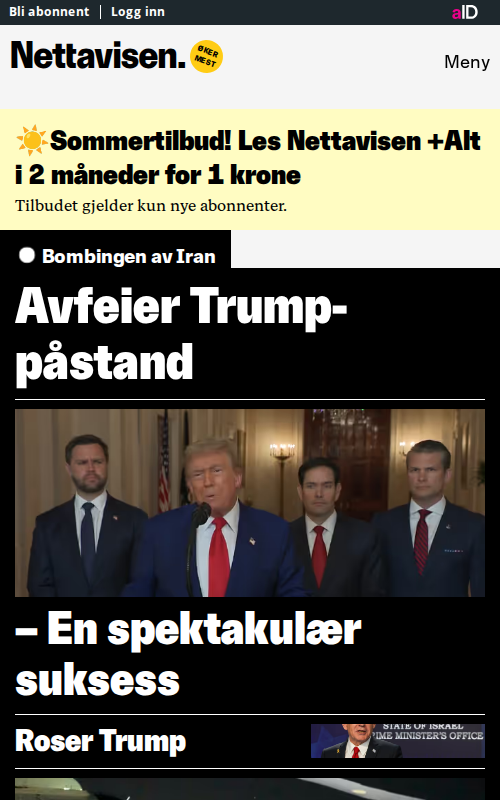 Bli abonnent | Logg inn
aID
Nettavisen.
ØKER
MEST
Meny
☀️Sommertilbud! Les Nettavisen +Alt
i 2 måneder for 1 krone
Tilbudet gjelder kun nye abonnenter.
Bombingen av Iran
Avfeier Trump-
påstand
– En spektakulær
suksess
Roser Trump
STATE OF ISRAEL
PRIME MINISTER'S OFFICE